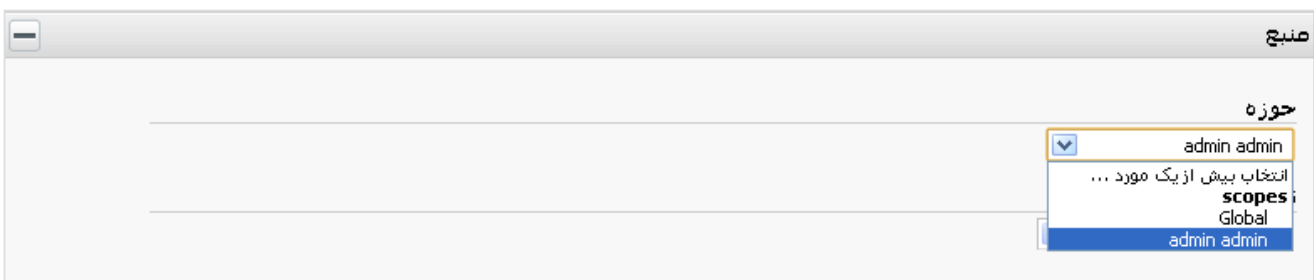 منبع
حوزه
admin admin
انتخاب بیش از یک مورد ...
scopes
Global
admin admin